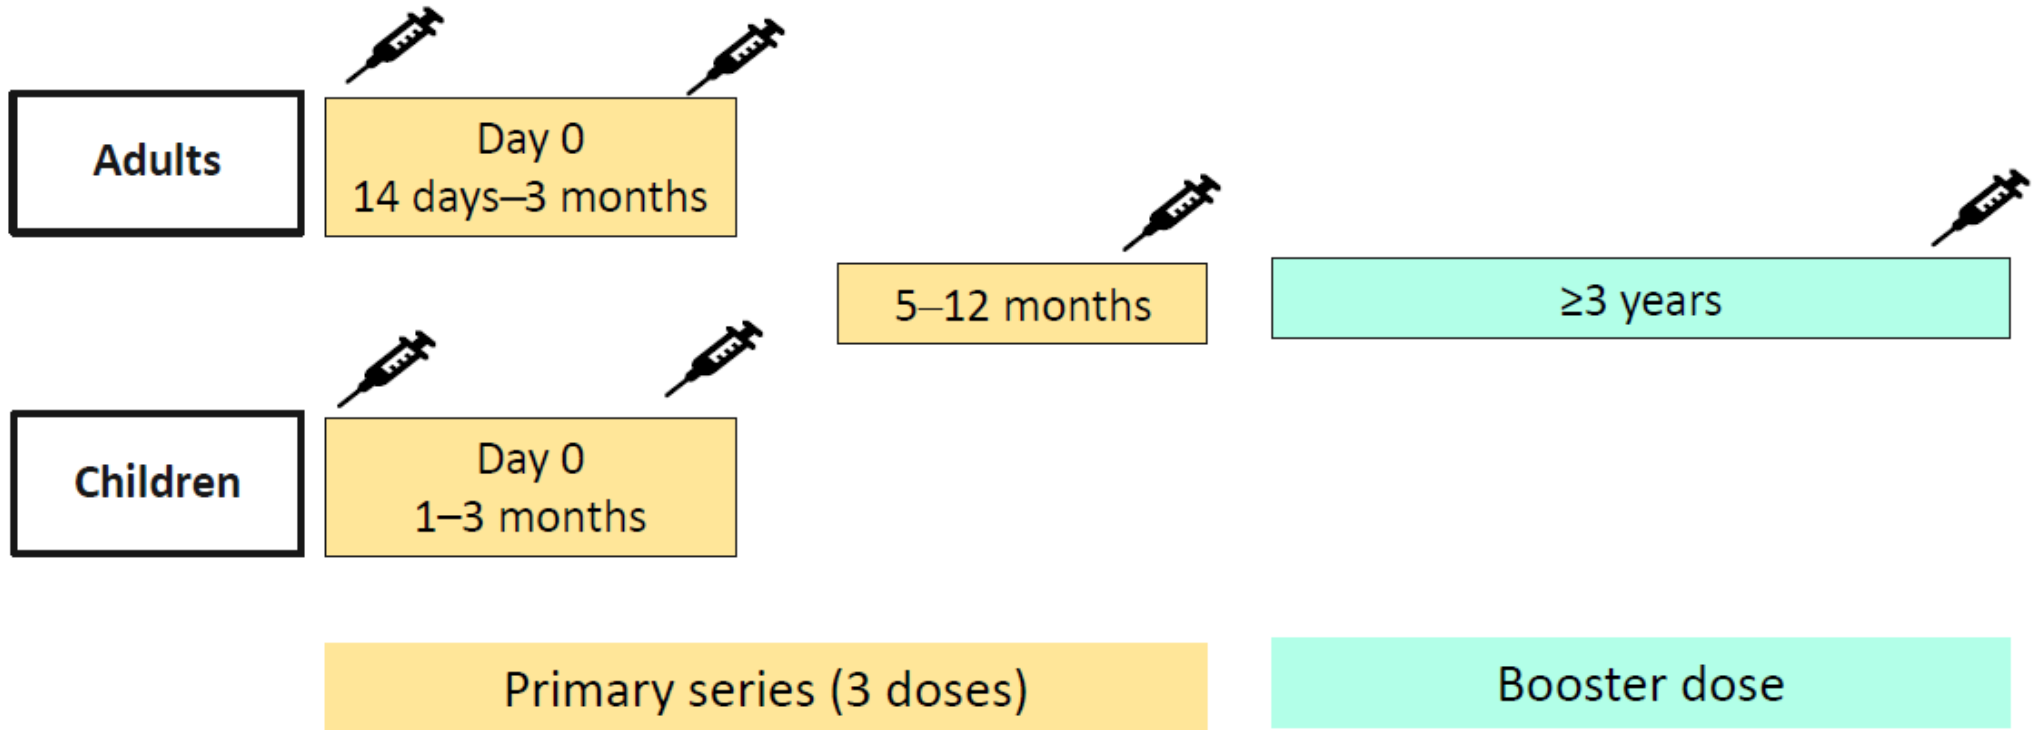 Adults
Day 0
14 days–3 months
5–12 months
≥3 years
Children
Day 0
1–3 months
Primary series (3 doses)
Booster dose